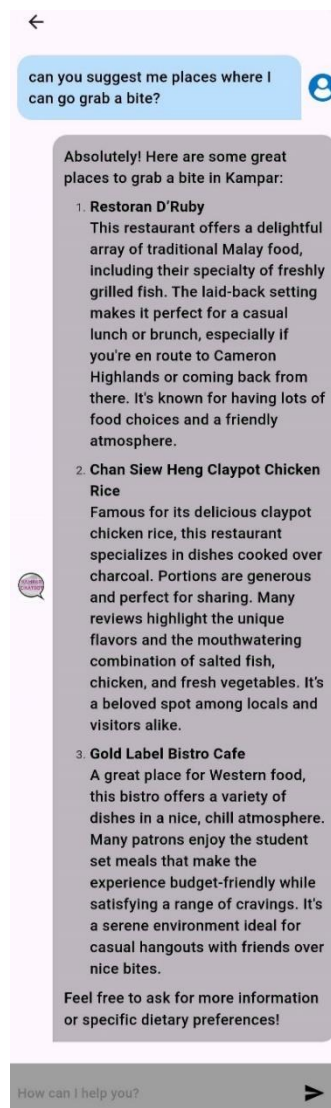 can you suggest me places where I
can go grab a bite?
Absolutely! Here are some great
places to grab a bite in Kampar:
1. Restoran D'Ruby
This restaurant offers a delightful
array of traditional Malay food,
including their specialty of freshly
grilled fish. The laid-back setting
makes it perfect for a casual
lunch or brunch, especially if
you're en route to Cameron
Highlands or coming back from
there. It's known for having lots of
food choices and a friendly
atmosphere.
2. Chan Siew Heng Claypot Chicken
Rice
Famous for its delicious claypot
chicken rice, this restaurant
specializes in dishes cooked over
charcoal. Portions are generous
and perfect for sharing. Many
reviews highlight the unique
flavors and the mouthwatering
combination of salted fish,
chicken, and fresh vegetables. It's
a beloved spot among locals and
visitors alike.
3. Gold Label Bistro Cafe
A great place for Western food,
this bistro offers a variety of
dishes in a nice, chill atmosphere.
Many patrons enjoy the student
set meals that make the
experience budget-friendly while
satisfying a range of cravings. It's
a serene environment ideal for
casual hangouts with friends over
nice bites.
Feel free to ask for more information
or specific dietary preferences!
How can I help you?